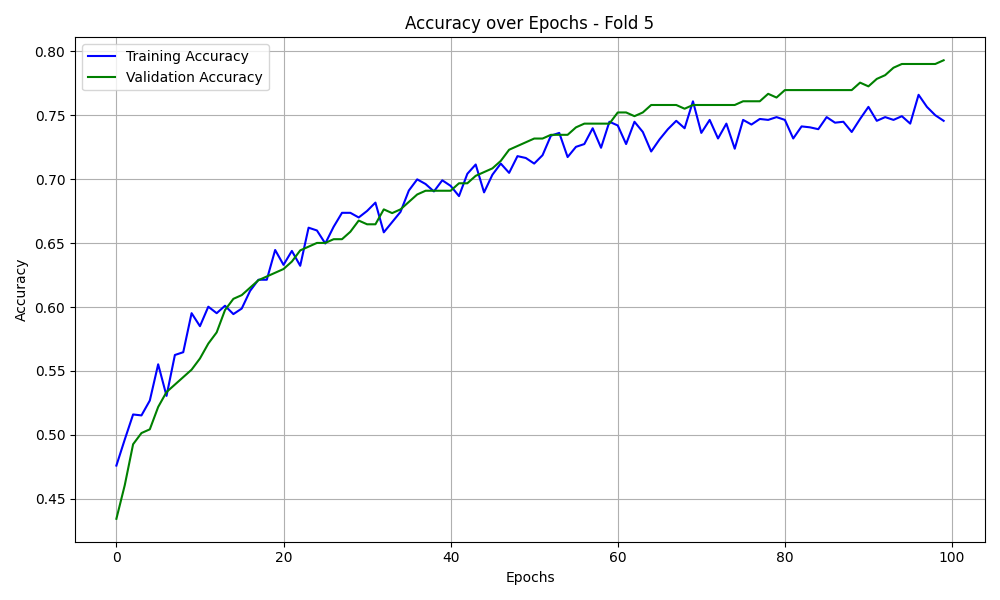 Accuracy over Epochs - Fold 5
Training Accuracy
Validation Accuracy
Accuracy
0.80
0.75
0.70
0.65
0.60
0.55
0.50
0.45
0 20 40 60 80 100
Epochs